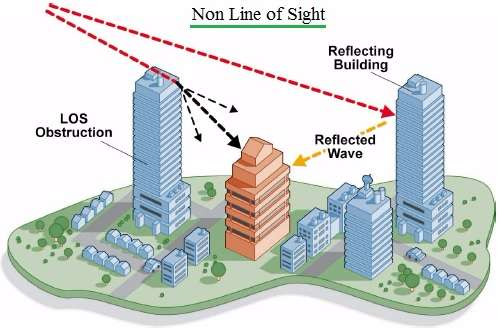 Non Line of Sight
Reflecting
Building
LOS
Obstruction
Reflected
Wave